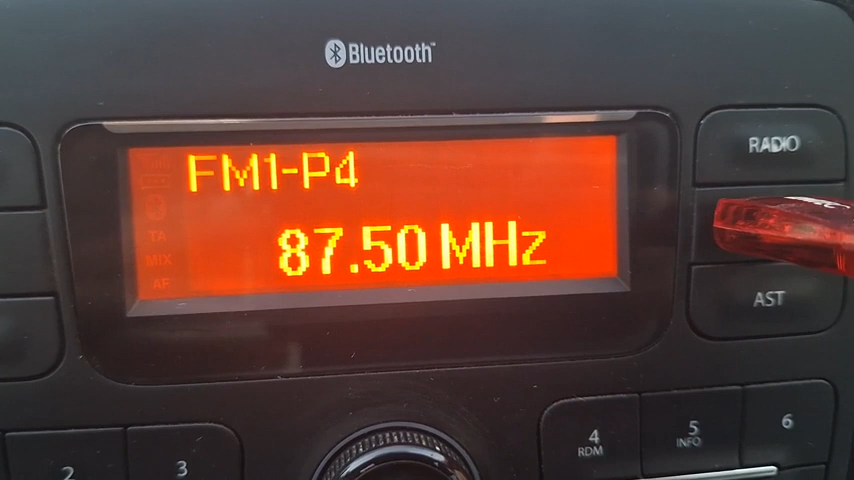 Bluetooth
RADIO
FM1-P4
87.50 MHz
TA
MIX
AF
AST
2
3
4
RDM
5
INFO
6